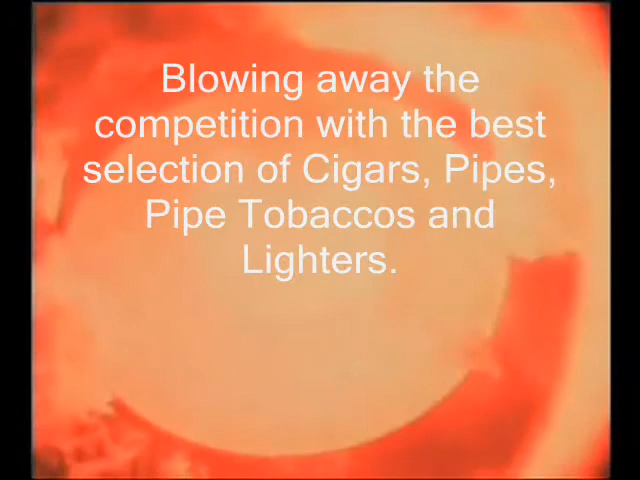 Blowing away the
competition with the best
selection of Cigars, Pipes,
Pipe Tobaccos and
Lighters.